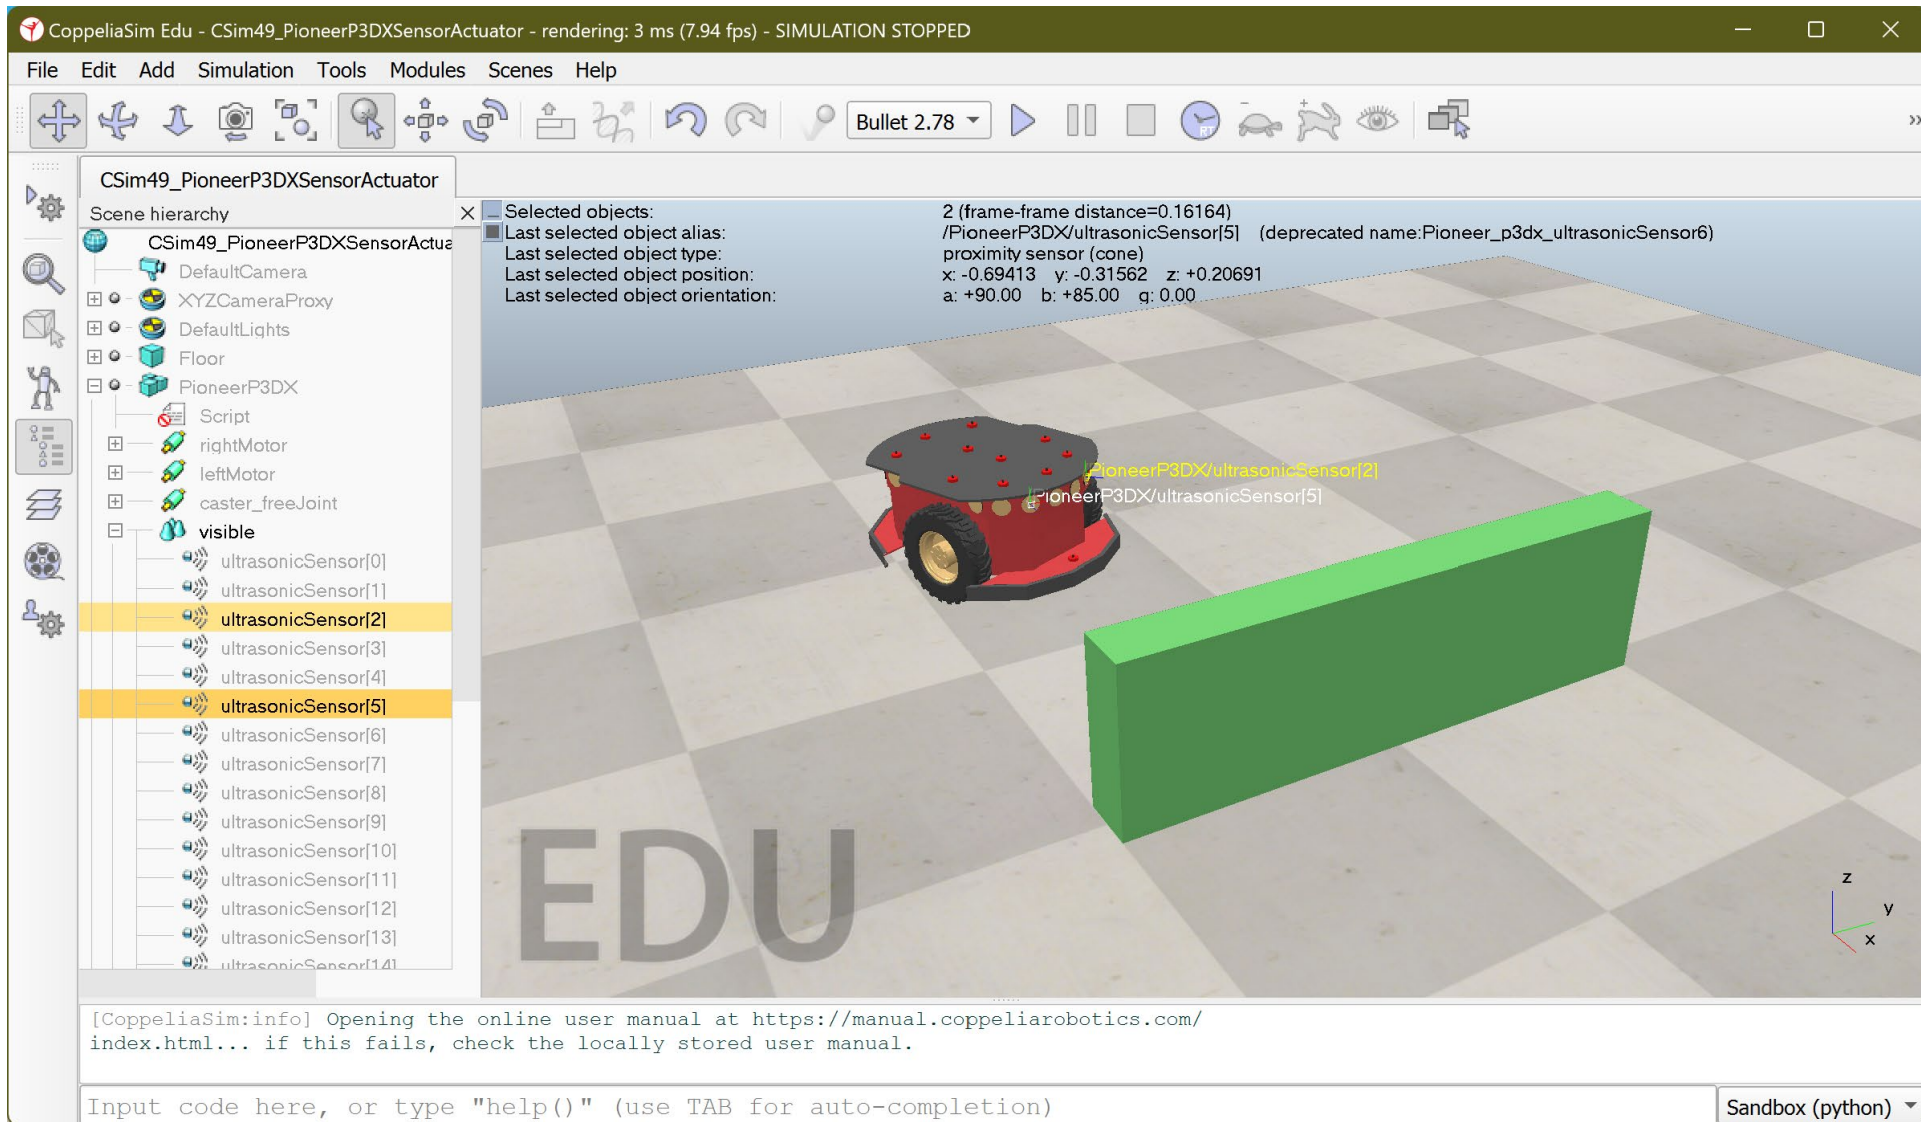 CoppeliaSim Edu - CSim49_PioneerP3DXSensorActuator - rendering: 3 ms (7.94 fps) - SIMULATION STOPPED
File Edit Add Simulation Tools Modules Scenes Help
Bullet 2.78
RT
CSim49_PioneerP3DXSensorActuator
Scene hierarchy
CSim49_PioneerP3DXSensorActua
DefaultCamera
XYZCameraProxy
DefaultLights
Floor
PioneerP3DX
Script
rightMotor
leftMotor
caster_freeJoint
visible
ultrasonicSensor[0]
ultrasonicSensor[1]
ultrasonicSensor[2]
ultrasonicSensor[3]
ultrasonicSensor[4]
ultrasonicSensor[5]
ultrasonicSensor[6]
ultrasonicSensor[7]
ultrasonicSensor[8]
ultrasonicSensor[9]
ultrasonicSensor[10]
ultrasonicSensor[11]
ultrasonicSensor[12]
ultrasonicSensor[13]
ultrasonicSensor[14]
Selected objects: 2 (frame-frame distance=0.16164)
Last selected object alias: /PioneerP3DX/ultrasonicSensor[5] (deprecated name:Pioneer_p3dx_ultrasonicSensor6)
Last selected object type: proximity sensor (cone)
Last selected object position: x: -0.69413 y: -0.31562 z: +0.20691
Last selected object orientation: a: +90.00 b: +85.00 g: 0.00
/PioneerP3DX/ultrasonicSensor[2]
/PioneerP3DX/ultrasonicSensor[5]
EDU
z
y
x
[CoppeliaSim:info] Opening the online user manual at https://manual.coppeliarobotics.com/
index.html... if this fails, check the locally stored user manual.
Input code here, or type "help()" (use TAB for auto-completion)
Sandbox (python)